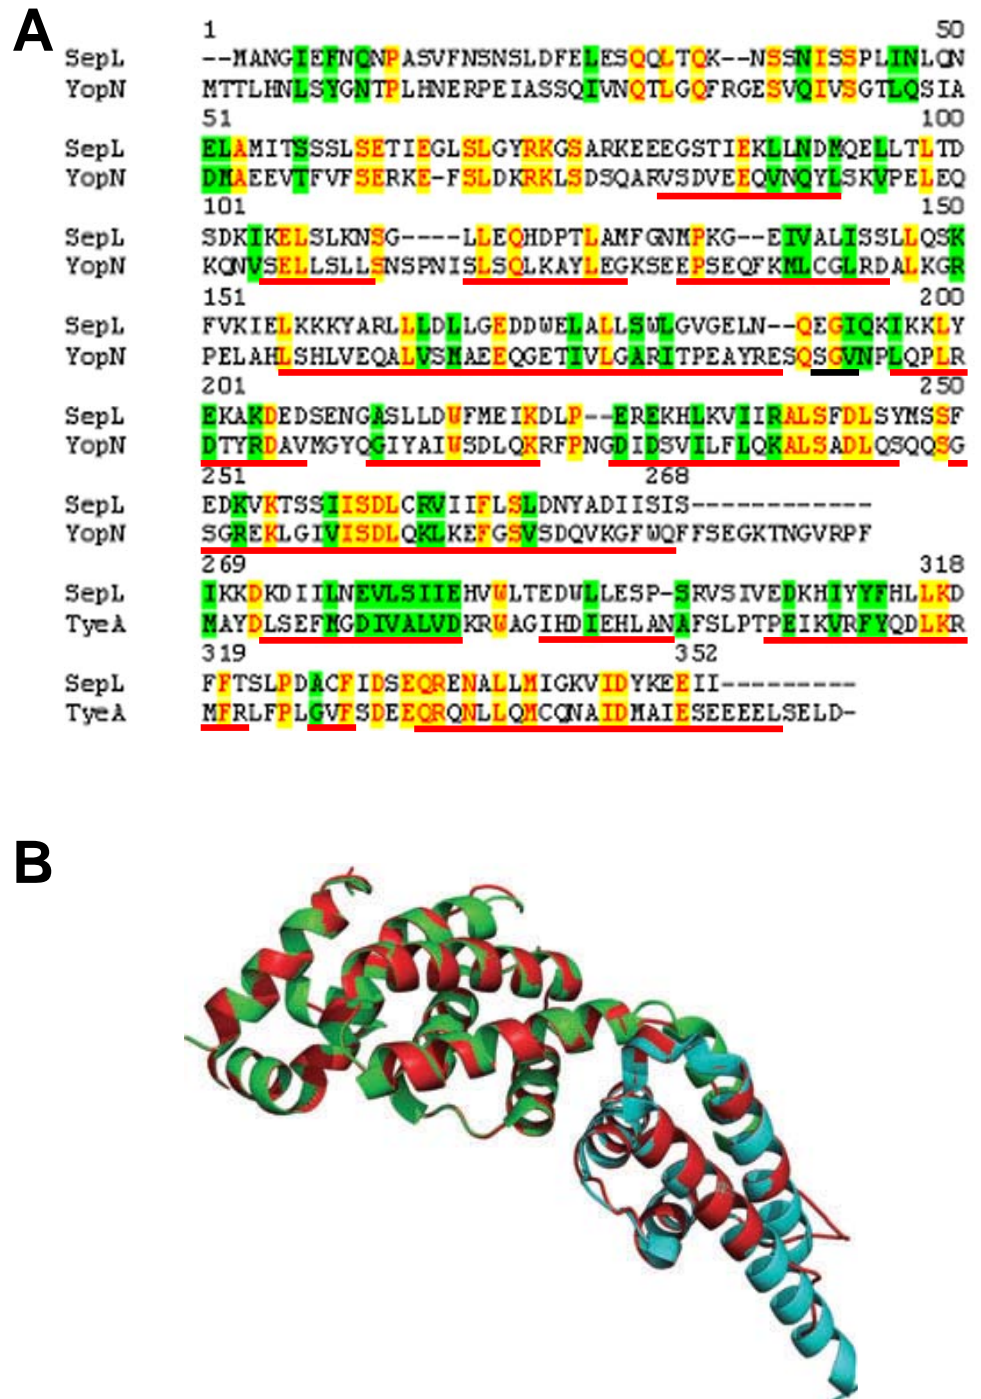 A
1 50
SepL --MANGIEFNQNPASVFNSNSLDFELESQQLTQK--NSSNISSPLINLQN
YopN MTTLHNLSYGNTPLHNERPEIASSQIVNQTLGQFRGESVQIVSGTLQSIA
51 100
SepL ELAMITSSSLSETIEGLSLGYRKGSARKEEEGSTIEKLLNDMQELLTLTD
YopN DMAEEVTFVFSERKE-FSLDKRKLSDSQARVSDVEEQVNQYLSKVPELEQ
101 150
SepL SDKIKELSLKNSG----LLEQHDPTLAMFGNMPKG--EIVALISSLLQSK
YopN KQNVSELLSLLSNSPNISLSQLKAYLEGKSEEPSEQFKMLCGLRDALKGR
151 200
SepL FVKIELKKKYARLLLDLLGEDDWELALLSWLGVGELN--QEGIQKIKKLY
YopN PELAHLSHLVEQALVSMAEEQGETIVLGARITPEAYRESQSGVNPLQPLR
201 250
SepL EKAKDEDSENGASLLDWFMEIKDLP--EREKHLKVIIRALSFDLSYMSSF
YopN DTYRDAVMGYQGIYAIWSDLQKRFPNGDIDSVILFLQKALSADLQSQQSG
251 268
SepL EDKVKTSSIISDLCRVIIFLSLDNYADIISIS------------
YopN SGREKLGIVISDLQKLKEFGSVSDQVKGFWQFFSEGKTNGVRPF
269 318
SepL IKKDKDIILNEVLSIIEHVWLTEDWLLESP-SRVSIVEDKHIYYFHLLKD
TyeA MAYDLSEFMGDIVALVDKRWAGIHDIEHLANAFSLPTPEIKVRFYQDLKR
319 352
SepL FFTSLPDACFIDSEQRENALLMIGKVIDYKEEII---------
TyeA MFRLFPLGVFSDEEQRQNLLQMCQNAIDMAIESEEEELSELD-
B